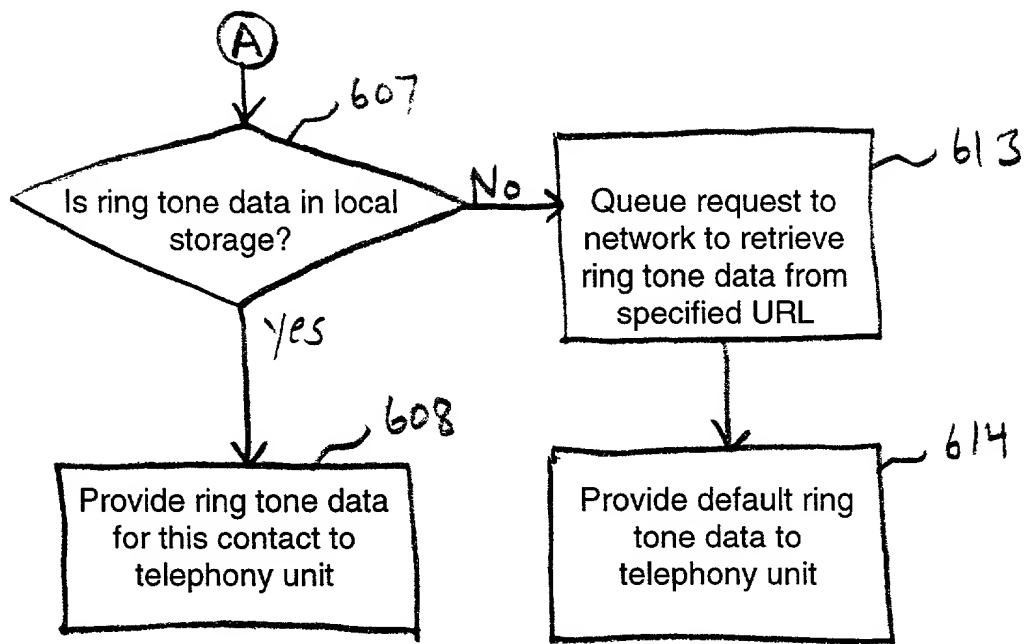 A
607
Is ring tone data in local
storage?
No
613
Queue request to
network to retrieve
ring tone data from
specified URL
yes
608
Provide ring tone data
for this contact to
telephony unit
614
Provide default ring
tone data to
telephony unit